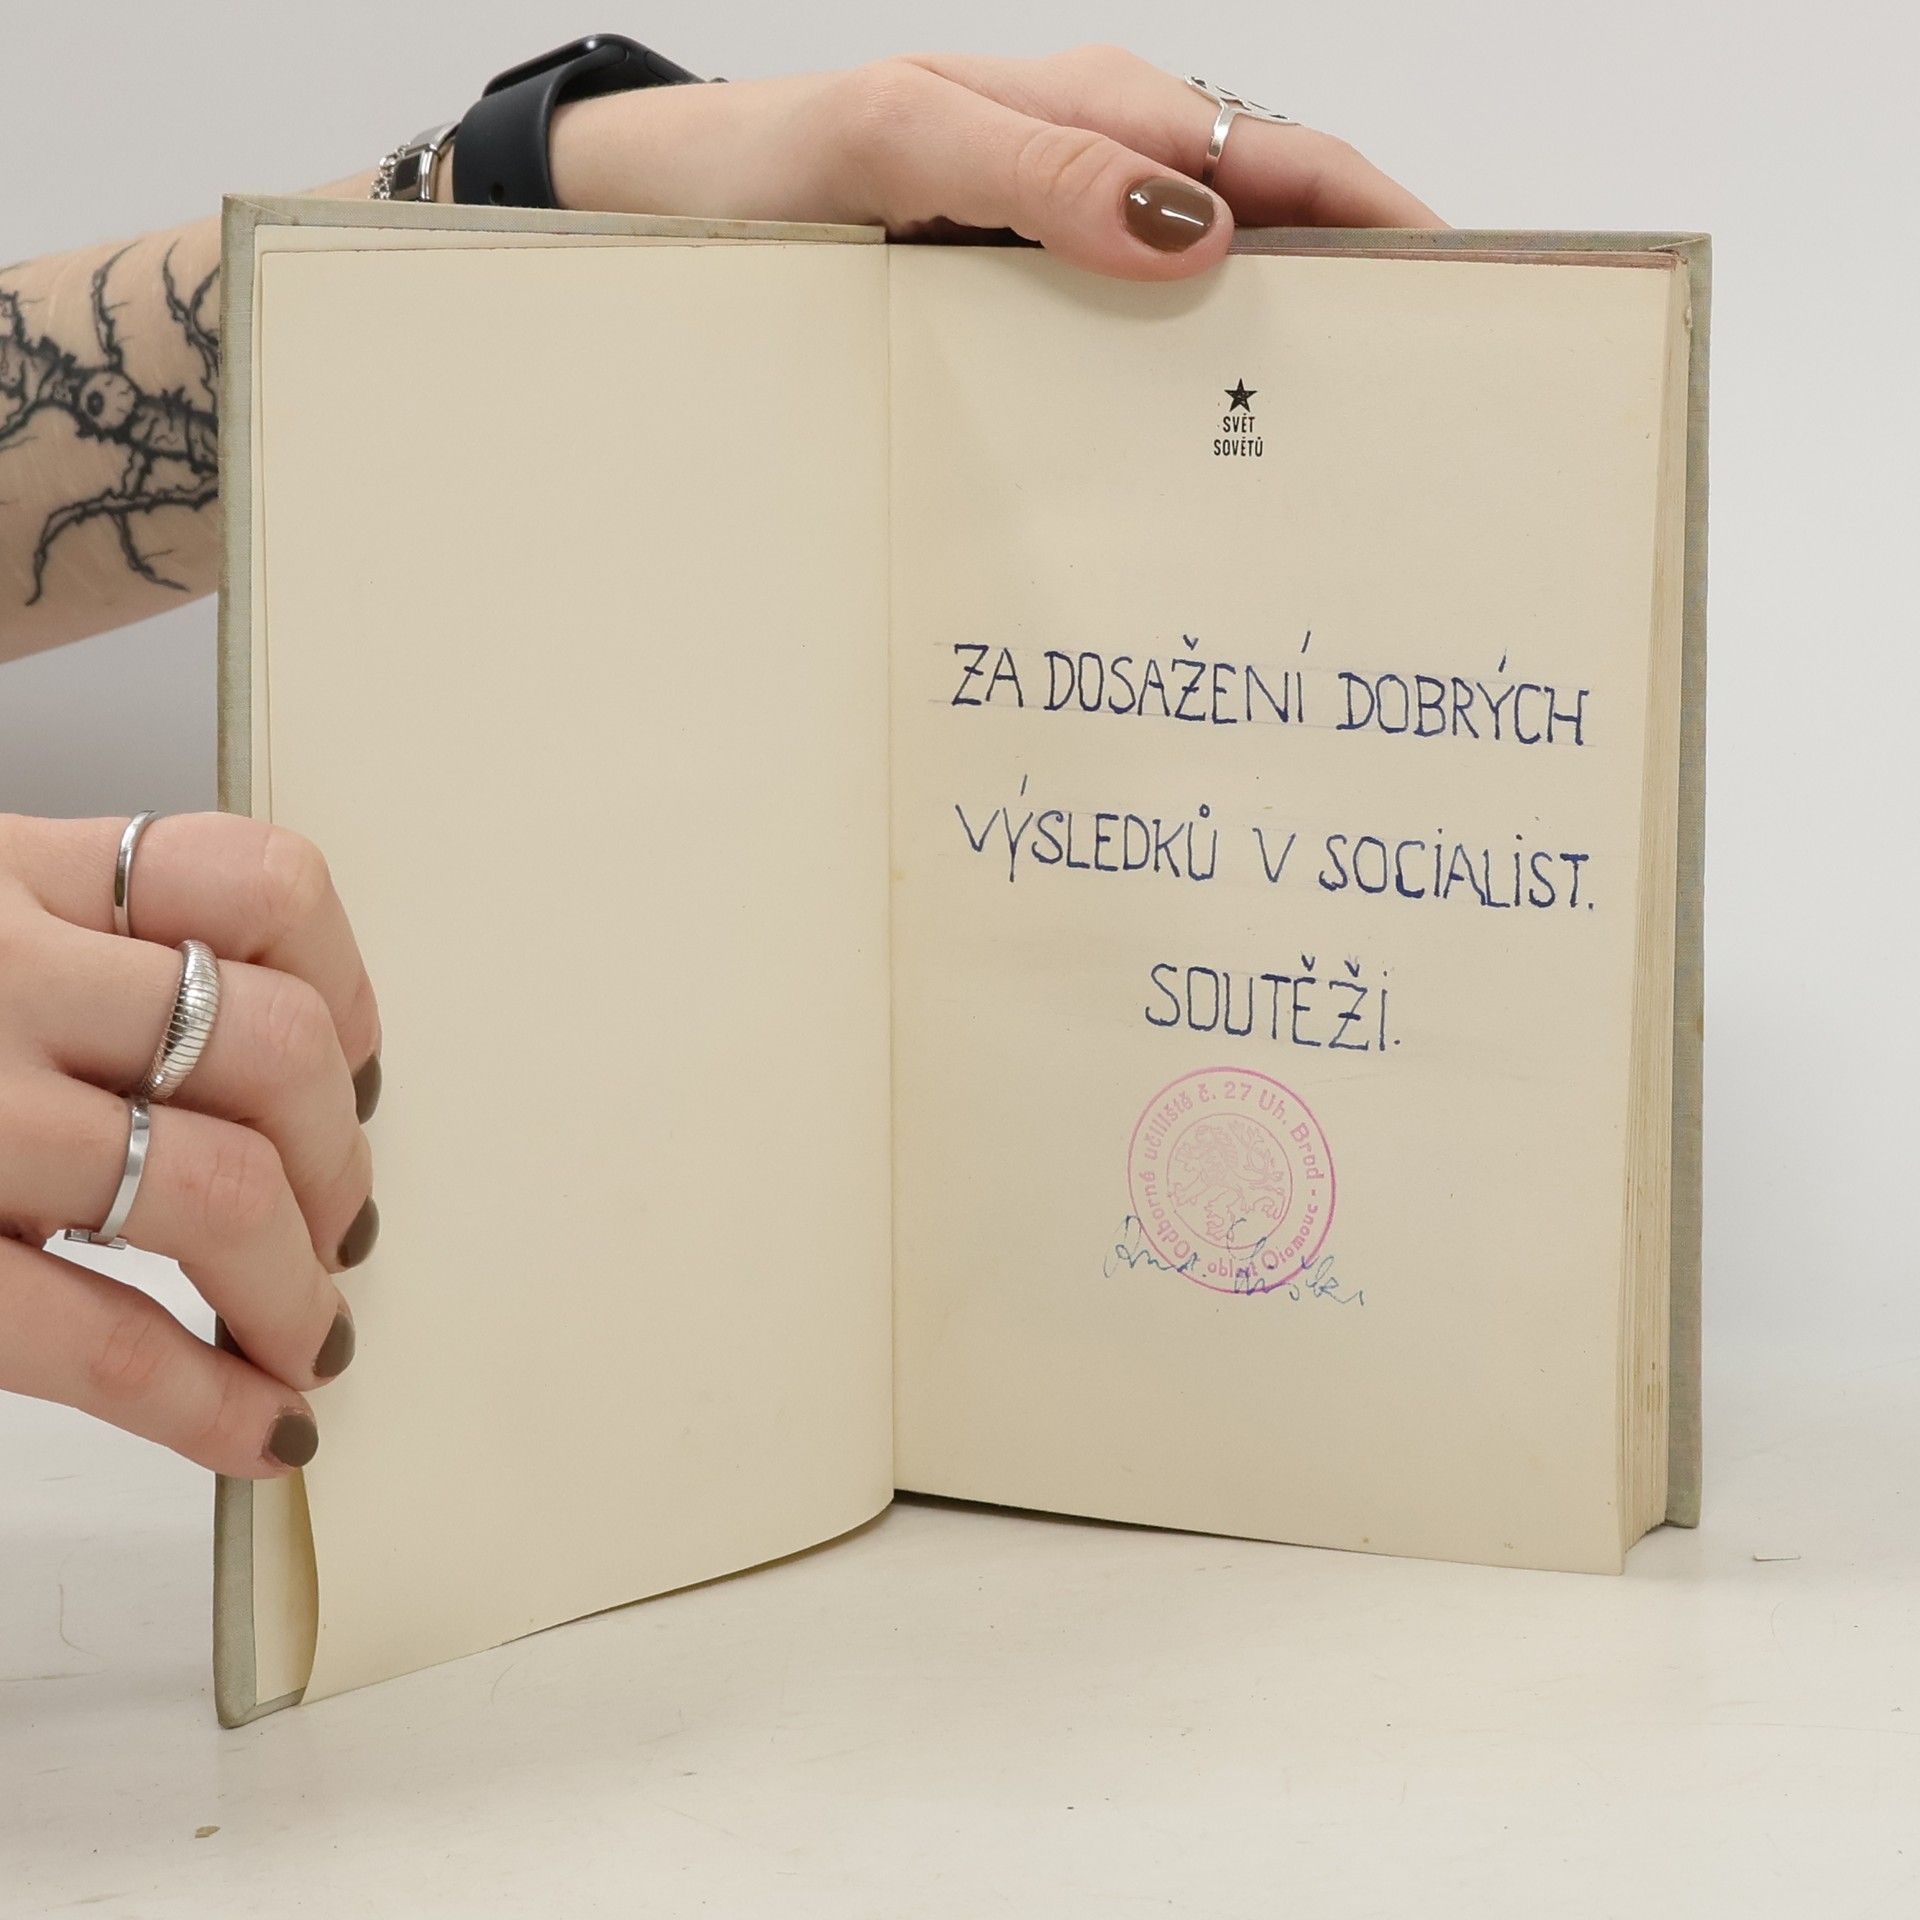 SVĚT
SOVĚTŮ
ZA DOSAŽENÍ DOBRÝCH
VÝSLEDKŮ V SOCIALIST.
SOUTĚŽI.
Odborné učiliště č. 27 Uh. Brod - oblast Olomouc -